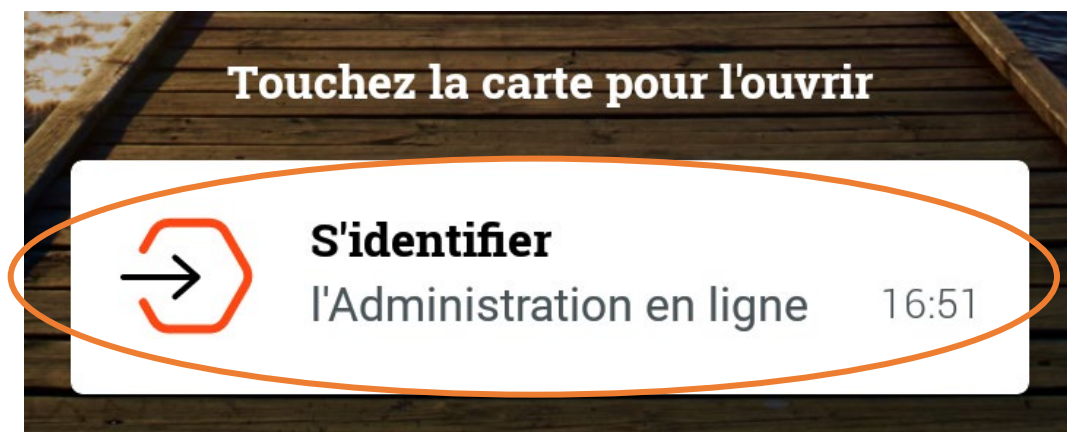 Touchez la carte pour l'ouvrir
S'identifier
l'Administration en ligne 16:51